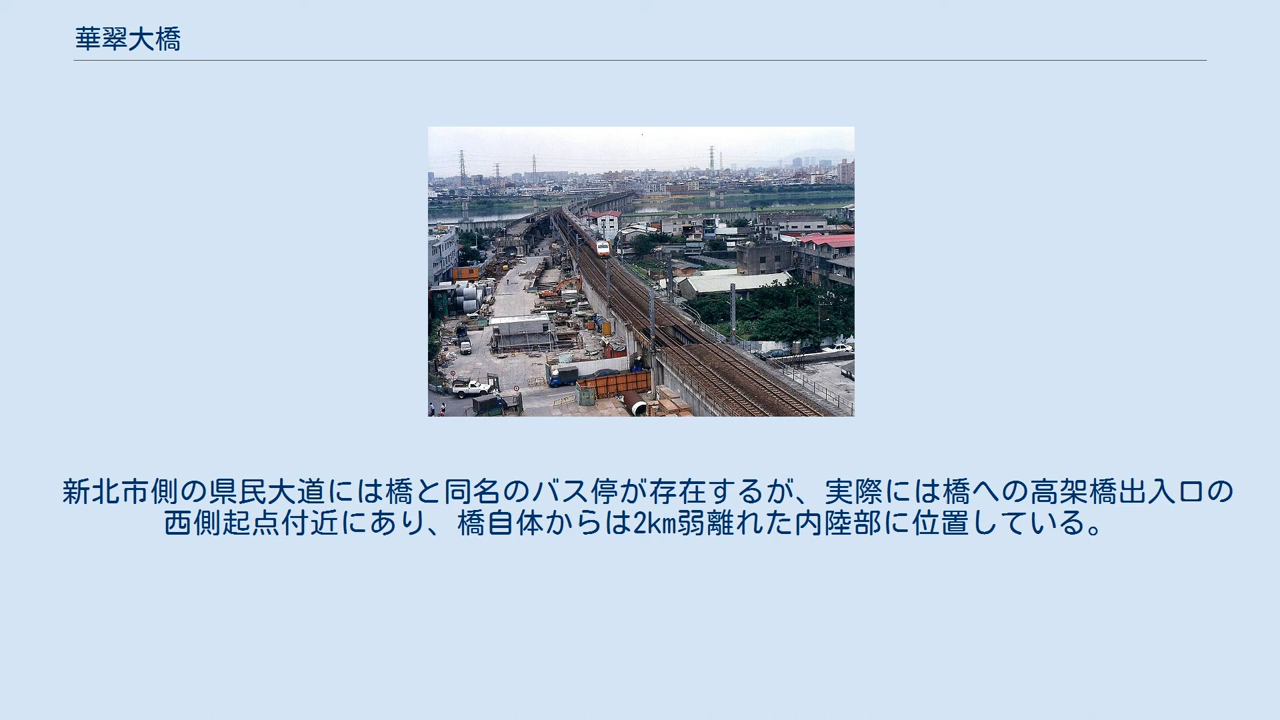 華翠大橋
新北市側の県民大道には橋と同名のバス停が存在するが、実際には橋への高架橋出入口の
西側起点付近にあり、橋自体からは2km弱離れた内陸部に位置している。